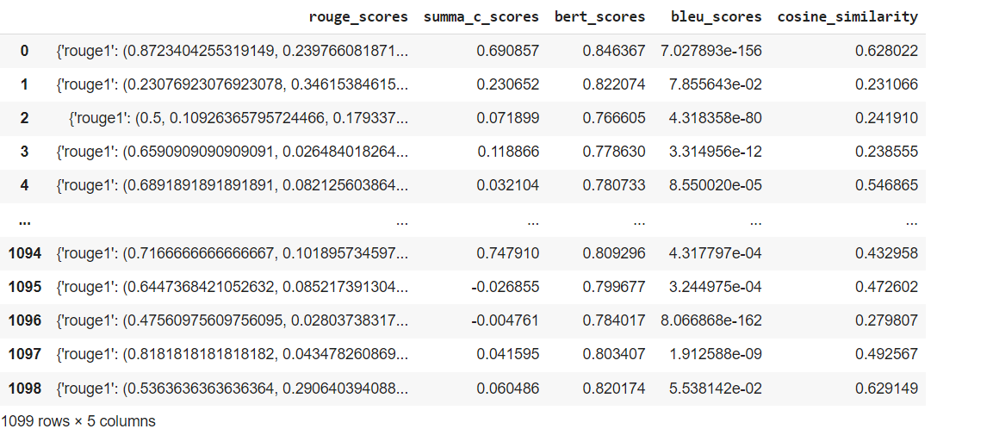 rouge_scores summa_c_scores bert_scores bleu_scores cosine_similarity
0 {'rouge1': (0.8723404255319149, 0.239766081871... 0.690857 0.846367 7.027893e-156 0.628022
1 {'rouge1': (0.23076923076923078, 0.34615384615... 0.230652 0.822074 7.855643e-02 0.231066
2 {'rouge1': (0.5, 0.10926365795724466, 0.179337... 0.071899 0.766605 4.318358e-80 0.241910
3 {'rouge1': (0.6590909090909091, 0.026484018264... 0.118866 0.778630 3.314956e-12 0.238555
4 {'rouge1': (0.6891891891891891, 0.082125603864... 0.032104 0.780733 8.550020e-05 0.546865
... ... ... ... ... ...
1094 {'rouge1': (0.7166666666666667, 0.101895734597... 0.747910 0.809296 4.317797e-04 0.432958
1095 {'rouge1': (0.6447368421052632, 0.085217391304... -0.026855 0.799677 3.244975e-04 0.472602
1096 {'rouge1': (0.47560975609756095, 0.02803738317... -0.004761 0.784017 8.066868e-162 0.279807
1097 {'rouge1': (0.8181818181818182, 0.043478260869... 0.041595 0.803407 1.912588e-09 0.492567
1098 {'rouge1': (0.5363636363636364, 0.290640394088... 0.060486 0.820174 5.538142e-02 0.629149
1099 rows × 5 columns